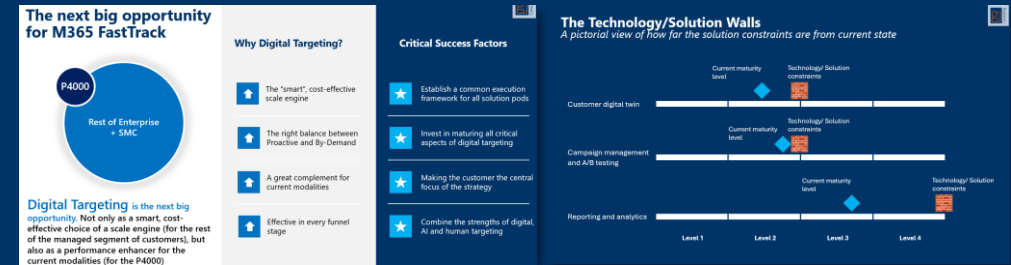 The next big opportunity
for M365 FastTrack
P4000
Rest of Enterprise
+ SMC
Digital Targeting is the next big
opportunity. Not only as a smart, cost-
effective choice of a scale engine (for the rest
of the managed segment of customers), but
also as a performance enhancer for the
current modalities (for the P4000)
Why Digital Targeting?
The "smart", cost-effective
scale engine
The right balance between
Proactive and By-Demand
A great complement for
current modalities
Effective in every funnel
stage
Critical Success Factors
Establish a common execution
framework for all solution pods
Invest in maturing all critical
aspects of digital targeting
Making the customer the central
focus of the strategy
Combine the strengths of digital,
AI and human targeting
The Technology/Solution Walls
A pictorial view of how far the solution constraints are from current state
Current maturity
level
Technology/ Solution
constraints
Customer digital twin
Current maturity
level
Technology/ Solution
constraints
Campaign management
and A/B testing
Current maturity
level
Technology/ Solution
constraints
Reporting and analytics
Level 1
Level 2
Level 3
Level 4